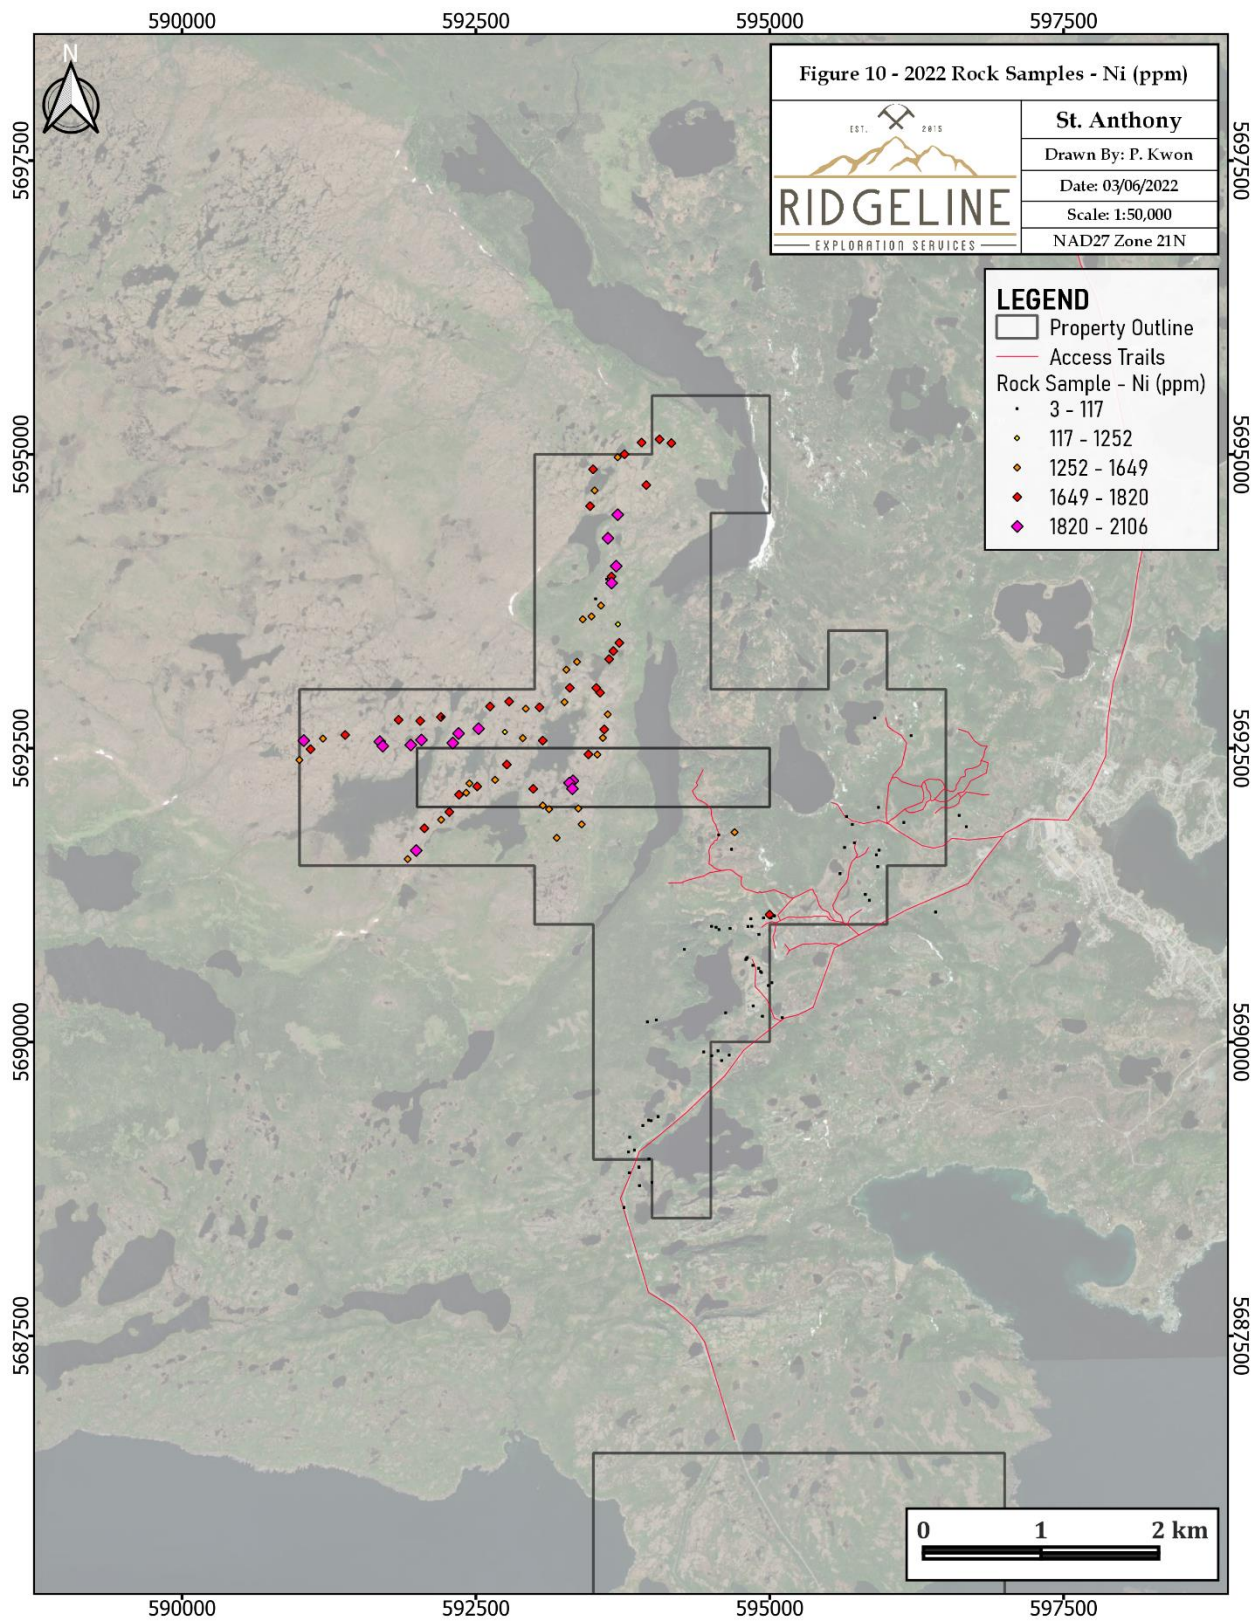 590000 592500 595000 597500
N
Figure 10 - 2022 Rock Samples - Ni (ppm)
EST. 2015
RIDGELINE
EXPLORATION SERVICES
St. Anthony
Drawn By: P. Kwon
Date: 03/06/2022
Scale: 1:50,000
NAD27 Zone 21N
LEGEND
Property Outline
Access Trails
Rock Sample - Ni (ppm)
3 - 117
117 - 1252
1252 - 1649
1649 - 1820
1820 - 2106
5697500 5697500
5695000 5695000
5692500 5692500
5690000 5690000
5687500 5687500
0 1 2 km
590000 592500 595000 597500